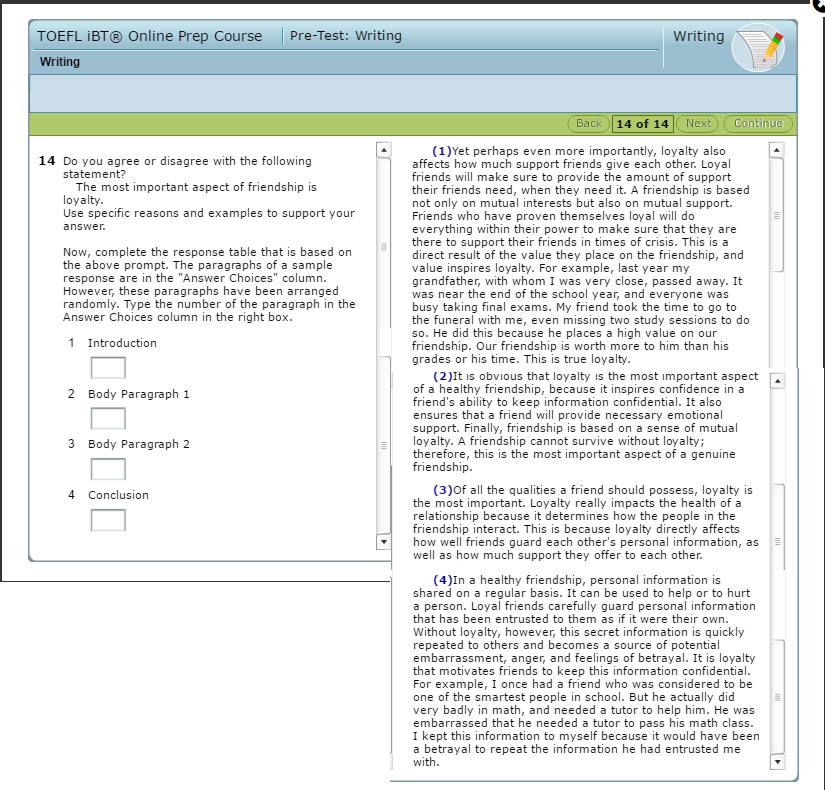 TOEFL iBT® Online Prep Course
Pre-Test: Writing
Writing
Writing
Back
14 of 14
Next
Continue
14 Do you agree or disagree with the following
statement?
The most important aspect of friendship is
loyalty.
Use specific reasons and examples to support your
answer.
Now, complete the response table that is based on
the above prompt. The paragraphs of a sample
response are in the "Answer Choices" column.
However, these paragraphs have been arranged
randomly. Type the number of the paragraph in the
Answer Choices column in the right box.
1 Introduction
2 Body Paragraph 1
3 Body Paragraph 2
4 Conclusion
(1)Yet perhaps even more importantly, loyalty also
affects how much support friends give each other. Loyal
friends will make sure to provide the amount of support
their friends need, when they need it. A friendship is based
not only on mutual interests but also on mutual support.
Friends who have proven themselves loyal will do
everything within their power to make sure that they are
there to support their friends in times of crisis. This is a
direct result of the value they place on the friendship, and
value inspires loyalty. For example, last year my
grandfather, with whom I was very close, passed away. It
was near the end of the school year, and everyone was
busy taking final exams. My friend took the time to go to
the funeral with me, even missing two study sessions to do
so. He did this because he places a high value on our
friendship. Our friendship is worth more to him than his
grades or his time. This is true loyalty.
(2)It is obvious that loyalty is the most important aspect
of a healthy friendship, because it inspires confidence in a
friend's ability to keep information confidential. It also
ensures that a friend will provide necessary emotional
support. Finally, friendship is based on a sense of mutual
loyalty. A friendship cannot survive without loyalty;
therefore, this is the most important aspect of a genuine
friendship.
(3)Of all the qualities a friend should possess, loyalty is
the most important. Loyalty really impacts the health of a
relationship because it determines how the people in the
friendship interact. This is because loyalty directly affects
how well friends guard each other's personal information, as
well as how much support they offer to each other.
(4)In a healthy friendship, personal information is
shared on a regular basis. It can be used to help or to hurt
a person. Loyal friends carefully guard personal information
that has been entrusted to them as if it were their own.
Without loyalty, however, this secret information is quickly
repeated to others and becomes a source of potential
embarrassment, anger, and feelings of betrayal. It is loyalty
that motivates friends to keep this information confidential.
For example, I once had a friend who was considered to be
one of the smartest people in school. But he actually did
very badly in math, and needed a tutor to help him. He was
embarrassed that he needed a tutor to pass his math class.
I kept this information to myself because it would have been
a betrayal to repeat the information he had entrusted me
with.